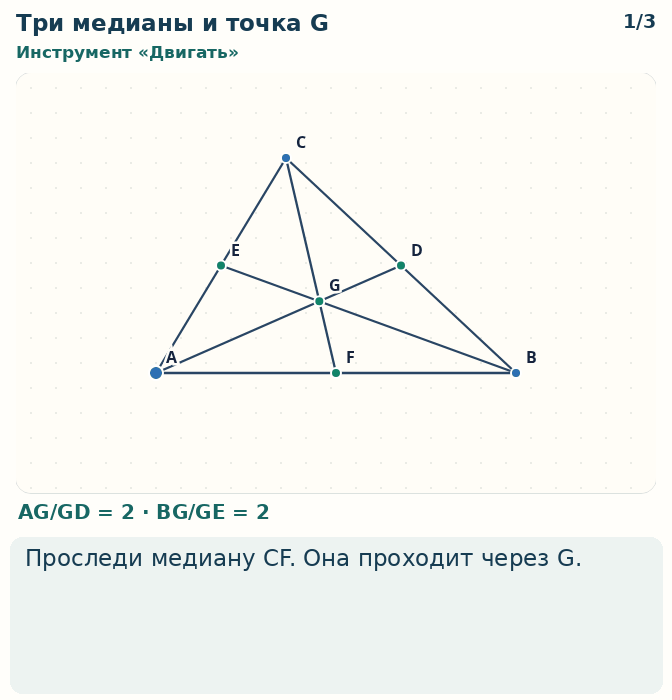 Три медианы и точка G
1/3
Инструмент «Двигать»
C
E
D
G
A
F
B
AG/GD = 2 · BG/GE = 2
Проследи медиану CF. Она проходит через G.